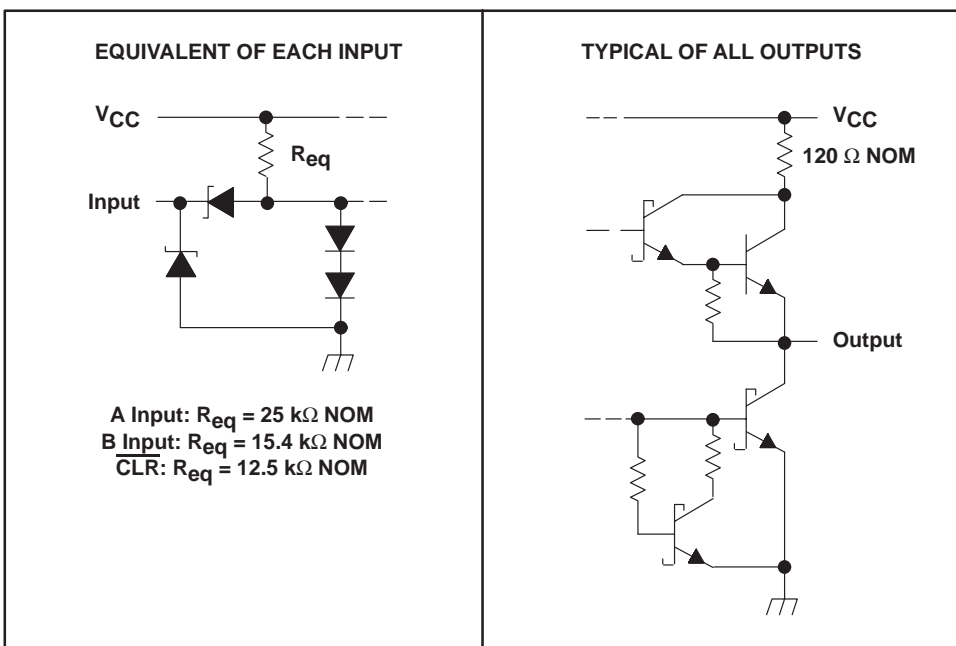 EQUIVALENT OF EACH INPUT
VCC
Req
Input
A Input: Req = 25 kΩ NOM
B Input: Req = 15.4 kΩ NOM
C̅L̅R̅: Req = 12.5 kΩ NOM
TYPICAL OF ALL OUTPUTS
VCC
120 Ω NOM
Output